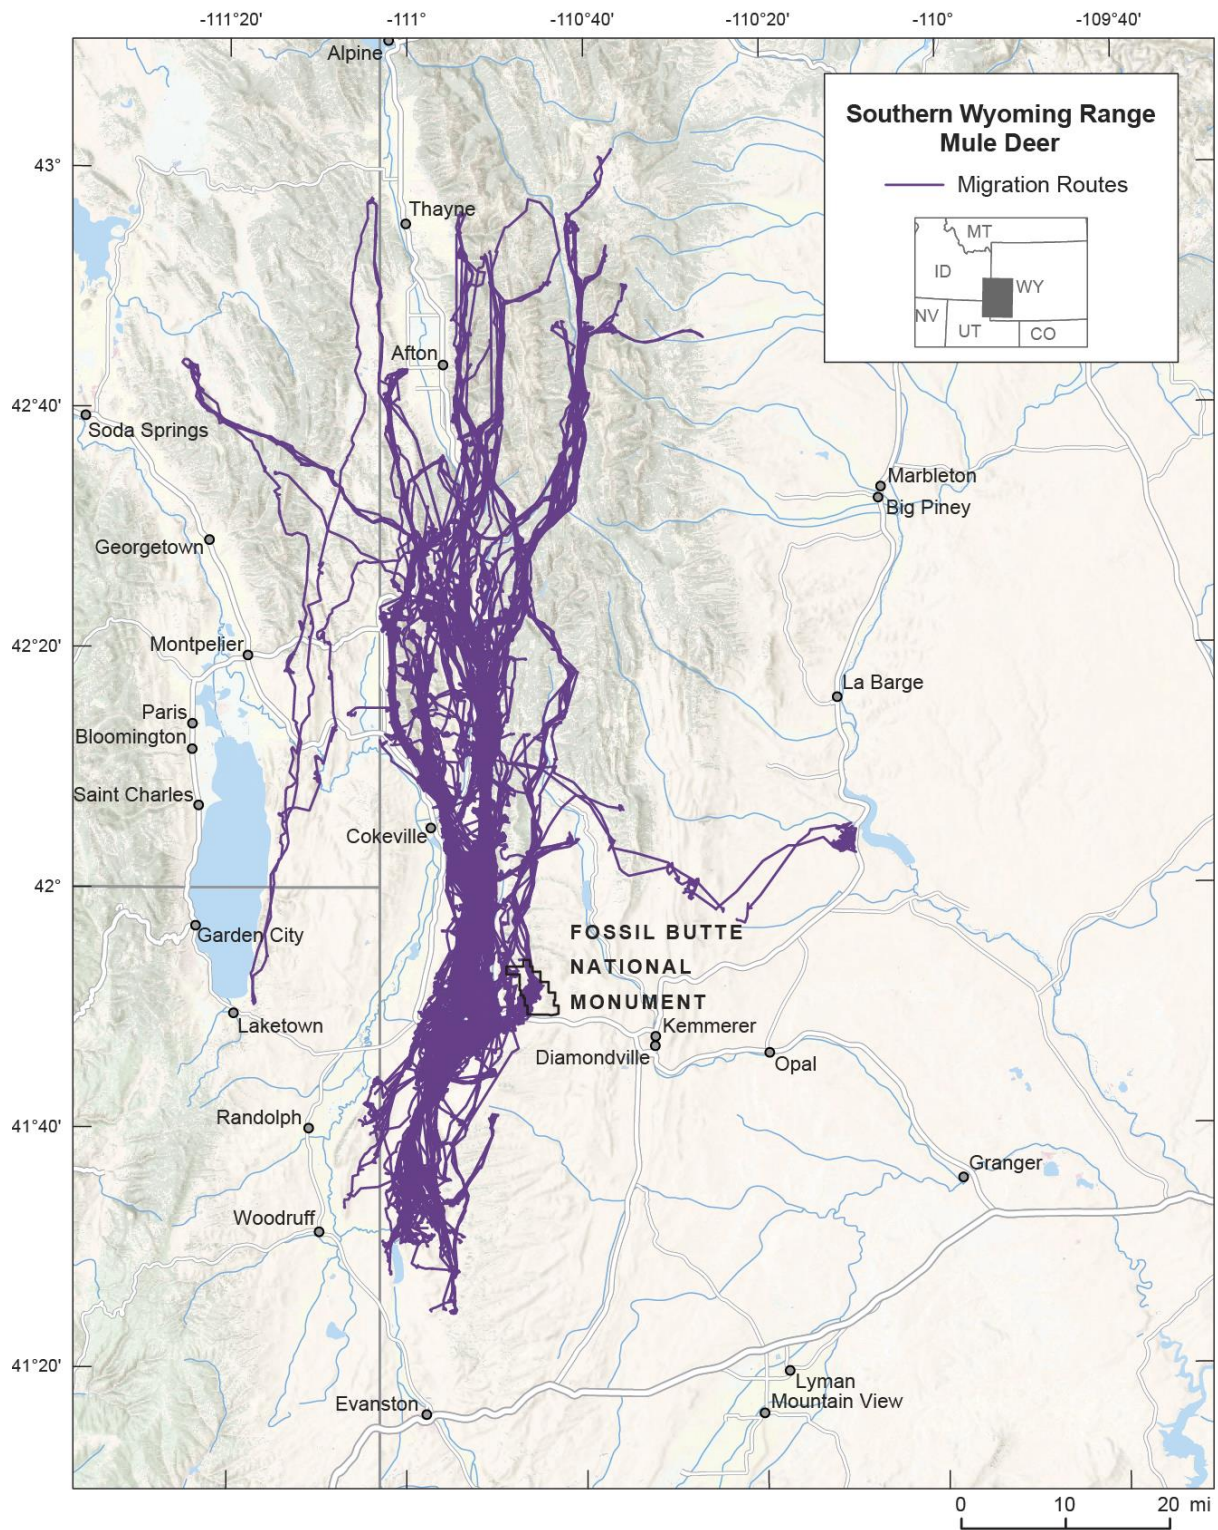 -111°20'
-111°
-110°40'
-110°20'
-110°
-109°40'
Alpine
Southern Wyoming Range
Mule Deer
Migration Routes
MT
ID
WY
NV
UT
CO
43°
Thayne
Afton
42°40'
Soda Springs
Marbleton
Big Piney
Georgetown
42°20'
Montpelier
La Barge
Paris
Bloomington
Saint Charles
Cokeville
42°
Garden City
FOSSIL BUTTE
NATIONAL
MONUMENT
Laketown
Kemmerer
Diamondville
Opal
41°40'
Randolph
Granger
Woodruff
41°20'
Lyman
Mountain View
Evanston
0 10 20 mi